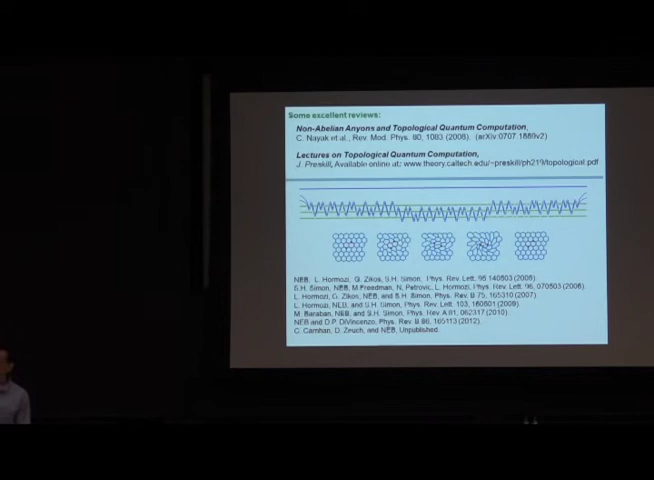 Some excellent reviews:
Non-Abelian Anyons and Topological Quantum Computation,
C. Nayak et al., Rev. Mod. Phys. 80, 1083 (2008). (arXiv:0707.1889v2)
Lectures on Topological Quantum Computation,
J. Preskill, Available online at: www.theory.caltech.edu/~preskill/ph219/topological.pdf
NEB, L. Hormozi, G. Zikos, S.H. Simon, Phys. Rev. Lett. 95 140503 (2005).
S.H. Simon, NEB, M.Freedman, N, Petrovic, L. Hormozi, Phys. Rev. Lett. 96, 070503 (2006).
L. Hormozi, G. Zikos, NEB, and S.H. Simon, Phys. Rev. B 75, 165310 (2007)
L. Hormozi, NEB, and S.H. Simon, Phys. Rev. Lett. 103, 160501 (2009).
M. Baraban, NEB, and S.H. Simon, Phys. Rev. A 81, 062317 (2010).
NEB and D.P. DiVincenzo, Phys. Rev. B 86, 165113 (2012).
C. Carnahan, D. Zeuch, and NEB, Unpublished.